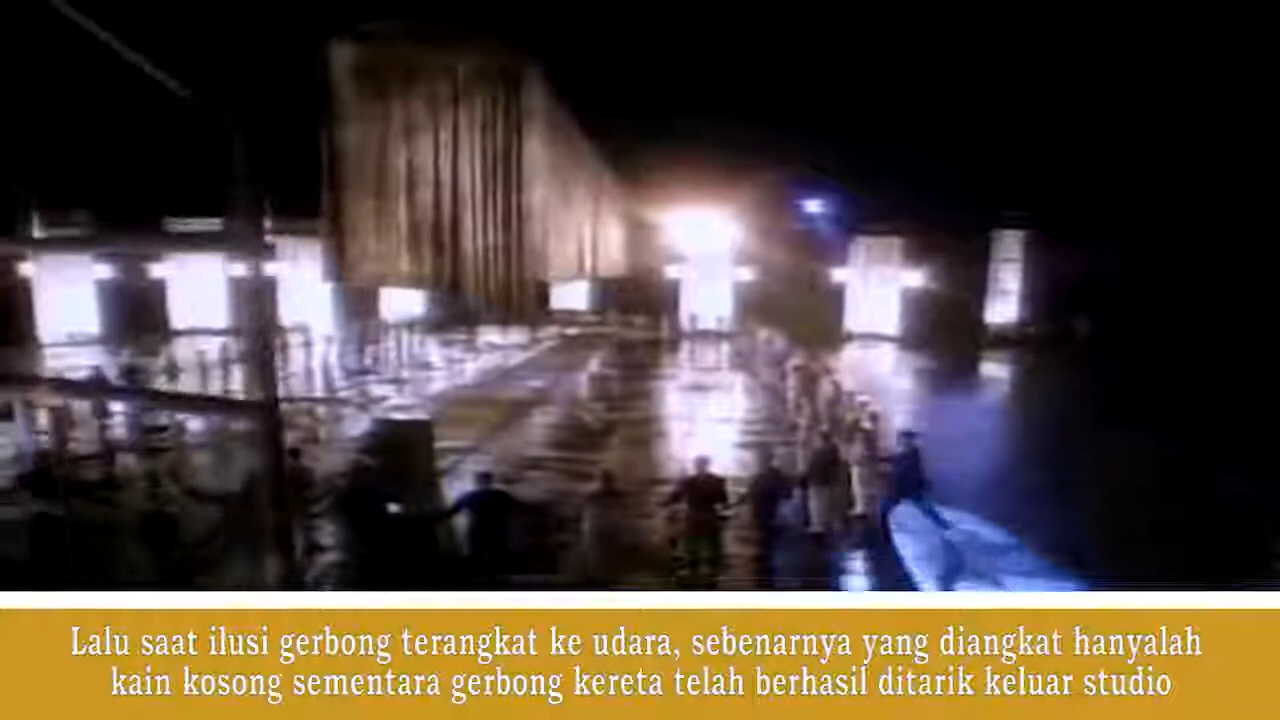 Lalu saat ilusi gerbong terangkat ke udara, sebenarnya yang diangkat hanyalah
kain kosong sementara gerbong kereta telah berhasil ditarik keluar studio